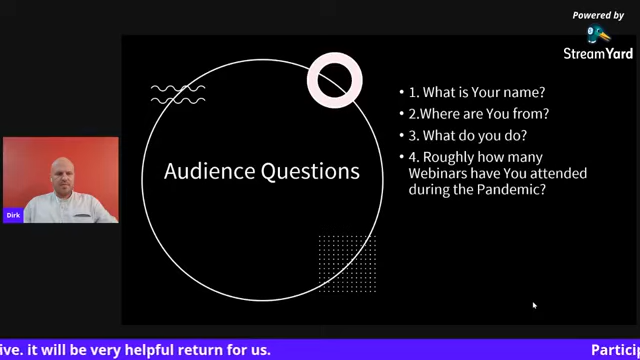 Powered by
StreamYard
Audience Questions
• 1. What is Your name?
• 2.Where are You from?
• 3. What do you do?
• 4. Roughly how many
Webinars have You attended
during the Pandemic?
Dirk
ive. it will be very helpful return for us.
Particip